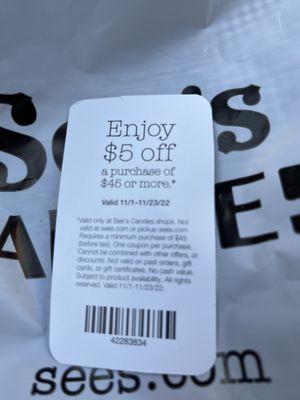 Enjoy
$5 off
a purchase of
$45 or more.*
Valid 11/1-11/23/22
*Valid only at See's Candies shops. Not
valid at sees.com or pickup.sees.com.
Requires a minimum purchase of $45
(before tax). One coupon per purchase.
Cannot be combined with other offers, or
discounts. Not valid on past orders, gift
cards, or gift certificates. No cash value.
Subject to product availability. All rights
reserved. Valid 11/1-11/23/22.
42283834
sees.com